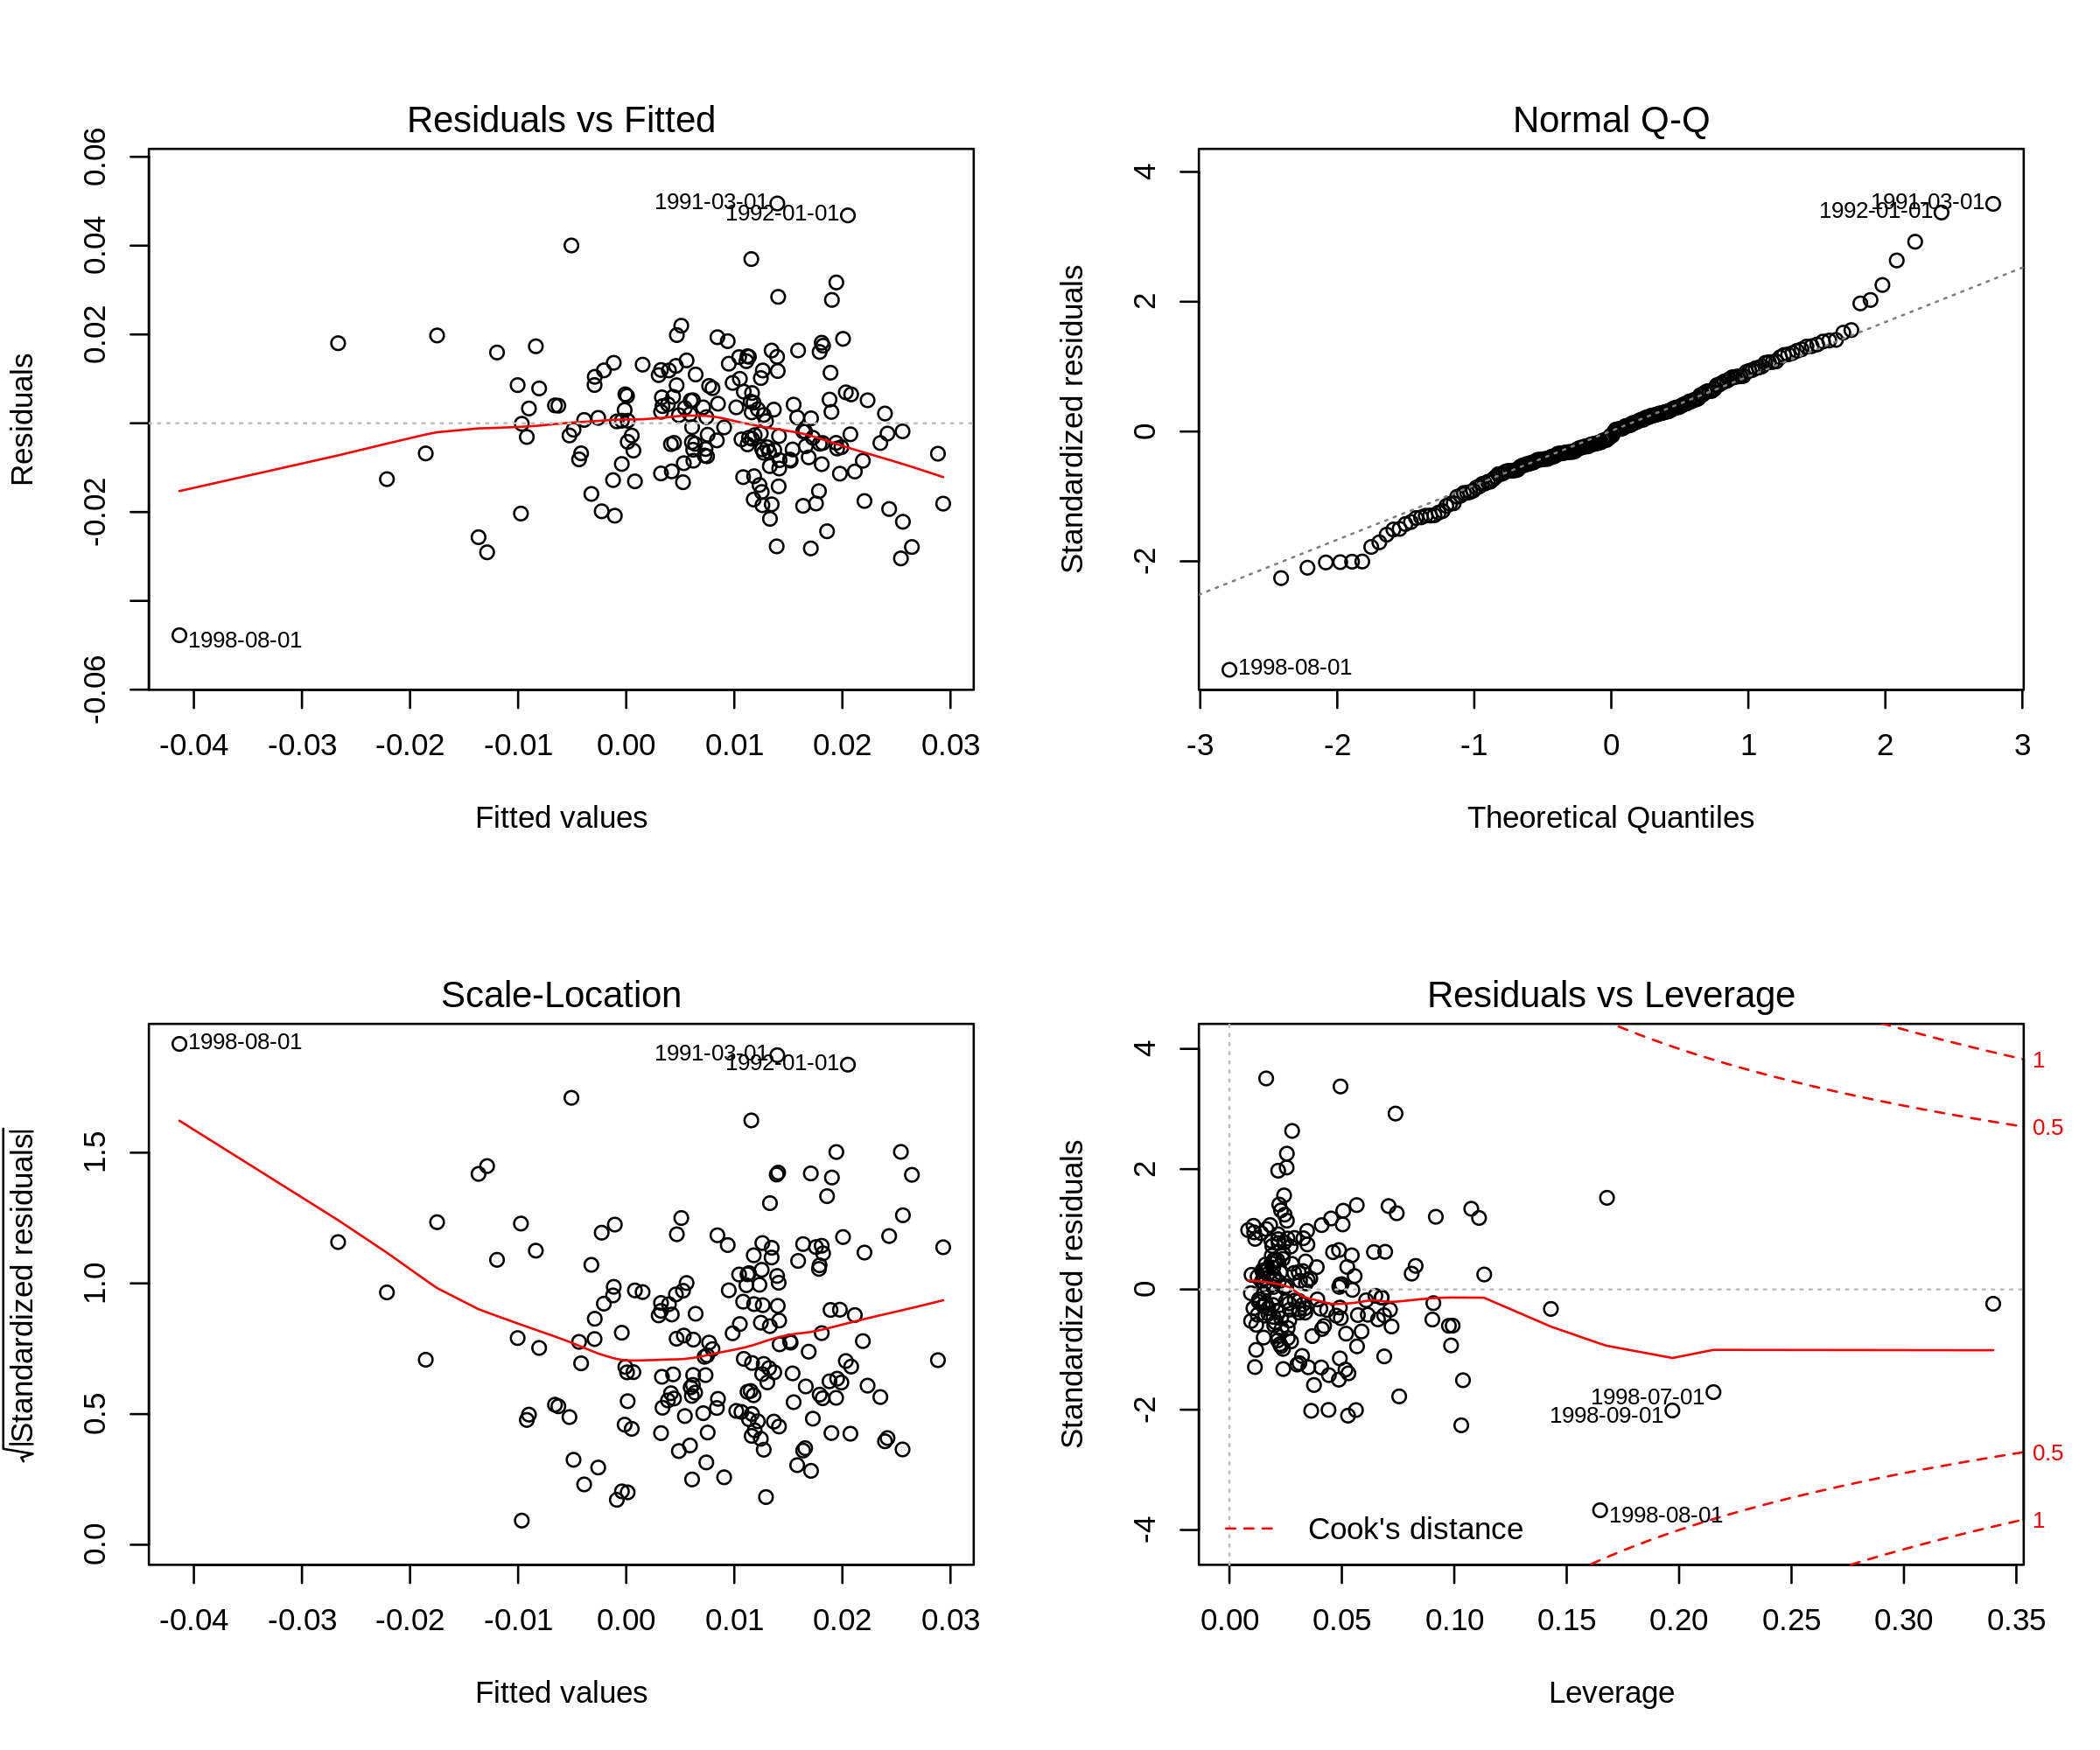 Residuals vs Fitted
0.06
0.04
0.02
-0.02
-0.06
Residuals
1991-03-01
1992-01-01
1998-08-01
-0.04 -0.03 -0.02 -0.01 0.00 0.01 0.02 0.03
Fitted values
Normal Q-Q
4
2
0
-2
Standardized residuals
1991-03-01
1992-01-01
1998-08-01
-3 -2 -1 0 1 2 3
Theoretical Quantiles
Scale-Location
1.5
1.0
0.5
0.0
√|Standardized residuals|
1998-08-01
1991-03-01
1992-01-01
-0.04 -0.03 -0.02 -0.01 0.00 0.01 0.02 0.03
Fitted values
Residuals vs Leverage
4
2
0
-2
-4
Standardized residuals
1
0.5
0.5
1
1998-07-01
1998-09-01
1998-08-01
Cook's distance
0.00 0.05 0.10 0.15 0.20 0.25 0.30 0.35
Leverage